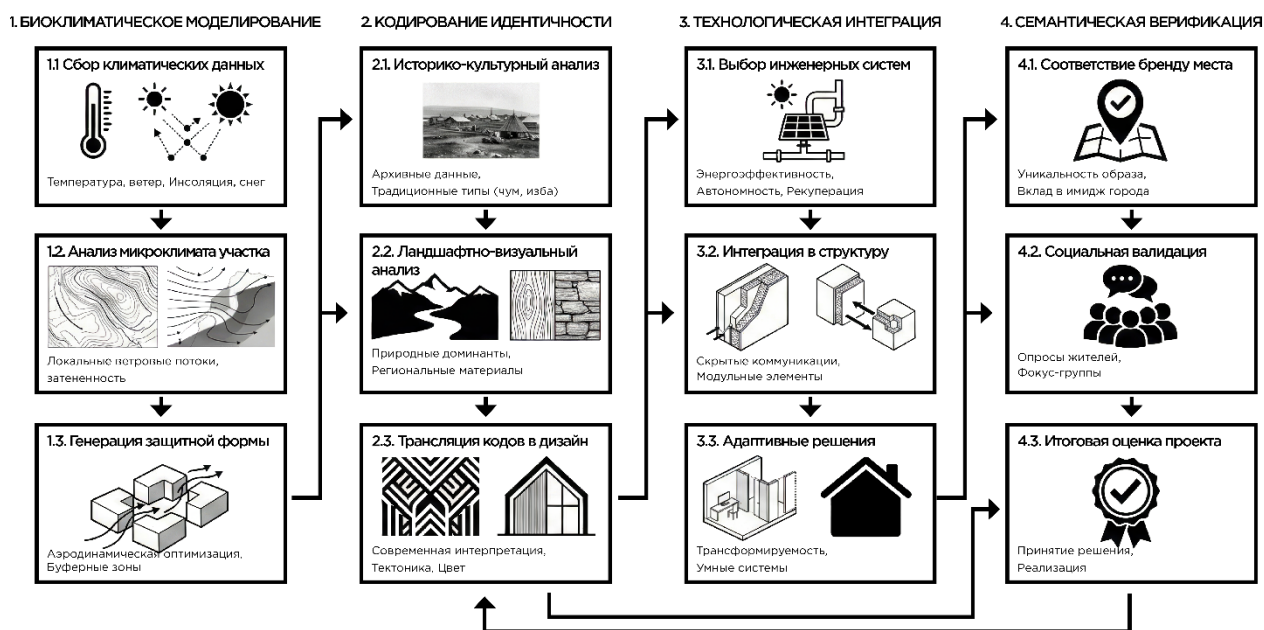 1. БИОКЛИМАТИЧЕСКОЕ МОДЕЛИРОВАНИЕ
1.1 Сбор климатических данных
Температура, ветер, Инсоляция, снег
1.2. Анализ микроклимата участка
Локальные ветровые потоки,
затененность
1.3. Генерация защитной формы
Аэродинамическая оптимизация,
Буферные зоны
2. КОДИРОВАНИЕ ИДЕНТИЧНОСТИ
2.1. Историко-культурный анализ
Архивные данные,
Традиционные типы (чум, изба)
2.2. Ландшафтно-визуальный
анализ
Природные доминанты,
Региональные материалы
2.3. Трансляция кодов в дизайн
Современная интерпретация,
Тектоника, Цвет
3. ТЕХНОЛОГИЧЕСКАЯ ИНТЕГРАЦИЯ
3.1. Выбор инженерных систем
Энергоэффективность,
Автономность, Рекуперация
3.2. Интеграция в структуру
Скрытые коммуникации,
Модульные элементы
3.3. Адаптивные решения
Трансформируемость,
Умные системы
4. СЕМАНТИЧЕСКАЯ ВЕРИФИКАЦИЯ
4.1. Соответствие бренду места
Уникальность образа,
Вклад в имидж города
4.2. Социальная валидация
Опросы жителей,
Фокус-группы
4.3. Итоговая оценка проекта
Принятие решения,
Реализация